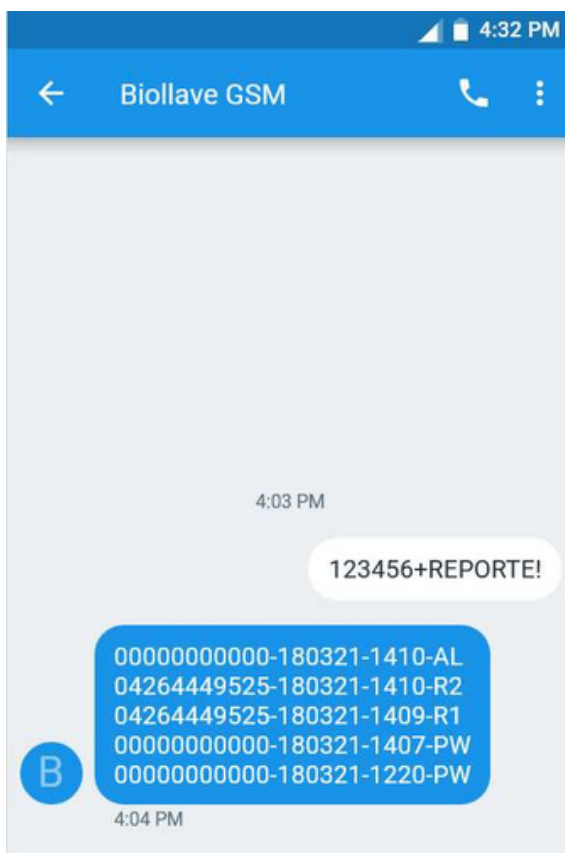 4:32 PM
Biollave GSM
4:03 PM
123456+REPORTE!
00000000000-180321-1410-AL
04264449525-180321-1410-R2
04264449525-180321-1409-R1
00000000000-180321-1407-PW
00000000000-180321-1220-PW
B
4:04 PM